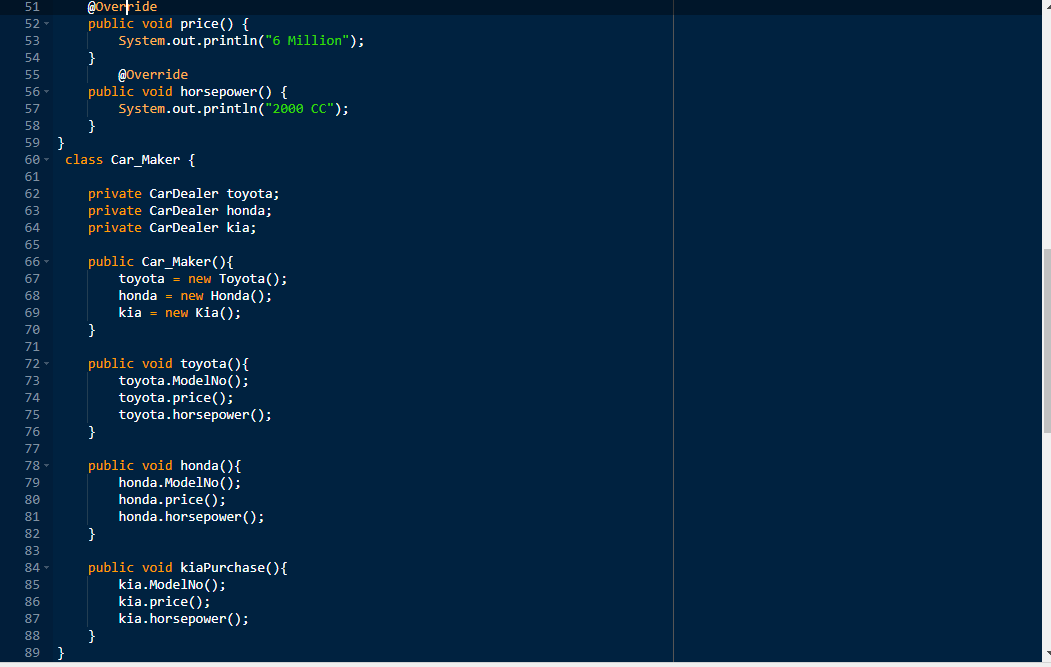 51     @Override
52     public void price() {
53         System.out.println("6 Million");
54     }
55         @Override
56     public void horsepower() {
57         System.out.println("2000 CC");
58     }
59 }
60  class Car_Maker {
61
62     private CarDealer toyota;
63     private CarDealer honda;
64     private CarDealer kia;
65
66     public Car_Maker(){
67         toyota = new Toyota();
68         honda = new Honda();
69         kia = new Kia();
70     }
71
72     public void toyota(){
73         toyota.ModelNo();
74         toyota.price();
75         toyota.horsepower();
76     }
77
78     public void honda(){
79         honda.ModelNo();
80         honda.price();
81         honda.horsepower();
82     }
83
84     public void kiaPurchase(){
85         kia.ModelNo();
86         kia.price();
87         kia.horsepower();
88     }
89 }